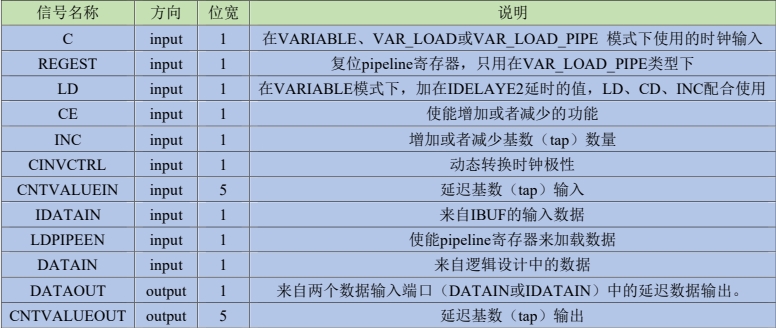 信号名称 方向 位宽 说明
C input 1 在VARIABLE、VAR_LOAD或VAR_LOAD_PIPE 模式下使用的时钟输入
REGEST input 1 复位pipeline寄存器，只用在VAR_LOAD_PIPE类型下
LD input 1 在VARIABLE模式下，加在IDELAYE2延时的值，LD、CD、INC配合使用
CE input 1 使能增加或者减少的功能
INC input 1 增加或者减少基数（tap）数量
CINVCTRL input 1 动态转换时钟极性
CNTVALUEIN input 5 延迟基数（tap）输入
IDATAIN input 1 来自IBUF的输入数据
LDPIPEEN input 1 使能pipeline寄存器来加载数据
DATAIN input 1 来自逻辑设计中的数据
DATAOUT output 1 来自两个数据输入端口（DATAIN或IDATAIN）中的延迟数据输出。
CNTVALUEOUT output 5 延迟基数（tap）输出